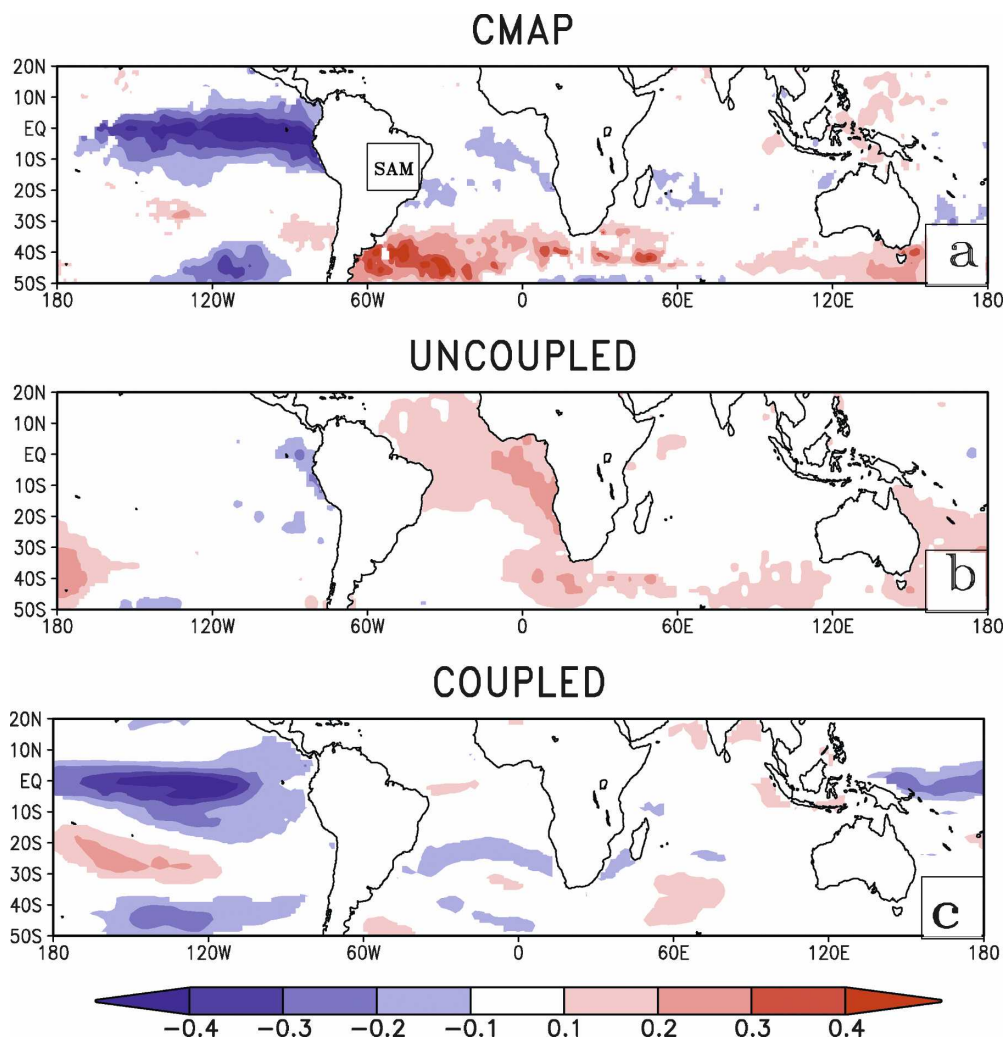 CMAP
20N
10N
EQ
10S
20S
30S
40S
50S
SAM
a
180 120W 60W 0 60E 120E 180
UNCOUPLED
20N
10N
EQ
10S
20S
30S
40S
50S
b
180 120W 60W 0 60E 120E 180
COUPLED
20N
10N
EQ
10S
20S
30S
40S
50S
c
180 120W 60W 0 60E 120E 180
−0.4 −0.3 −0.2 −0.1 0.1 0.2 0.3 0.4